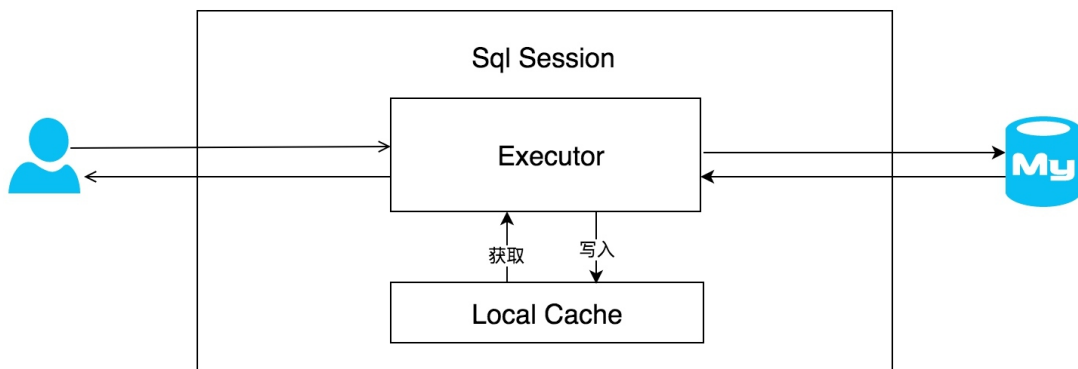 Sql Session
Executor
My
获取
写入
Local Cache